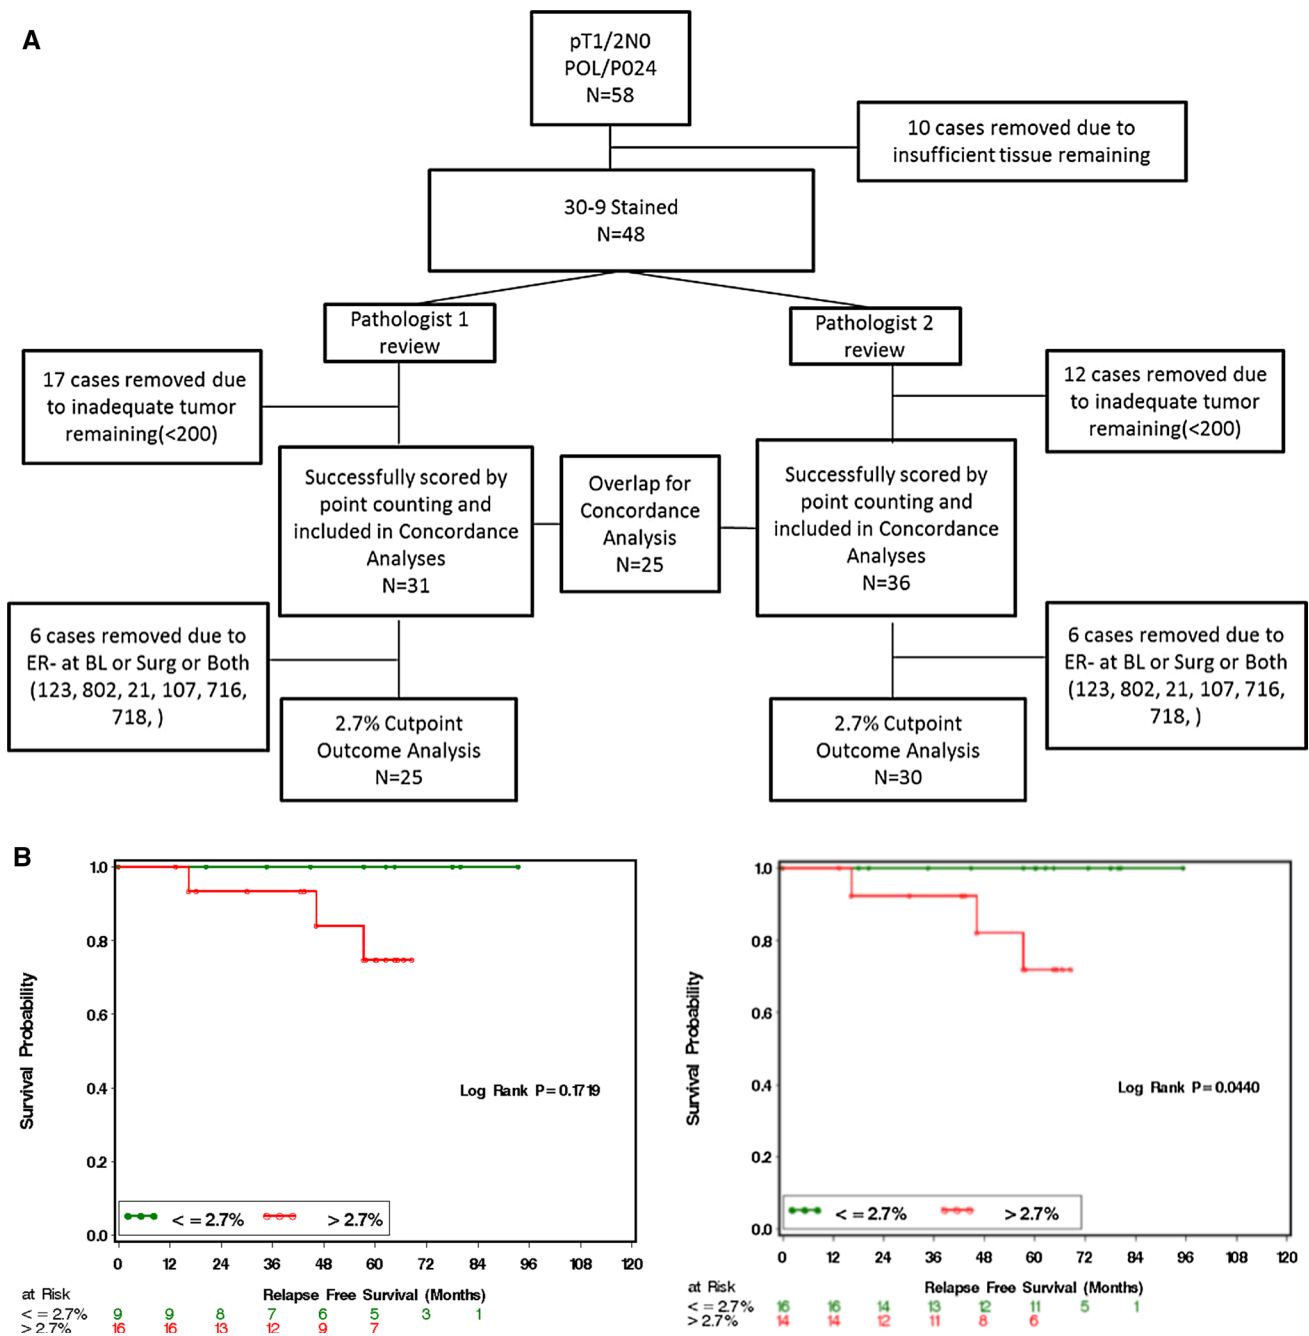 A
pT1/2N0
POL/P024
N=58
10 cases removed due to
insufficient tissue remaining
30-9 Stained
N=48
Pathologist 1
review
Pathologist 2
review
17 cases removed due
to inadequate tumor
remaining(<200)
12 cases removed due
to inadequate tumor
remaining(<200)
Successfully scored by
point counting and
included in Concordance
Analyses
N=31
Overlap for
Concordance
Analysis
N=25
Successfully scored by
point counting and
included in Concordance
Analyses
N=36
6 cases removed due to
ER- at BL or Surg or Both
(123, 802, 21, 107, 716,
718, )
6 cases removed due to
ER- at BL or Surg or Both
(123, 802, 21, 107, 716,
718, )
2.7% Cutpoint
Outcome Analysis
N=25
2.7% Cutpoint
Outcome Analysis
N=30
B
Survival Probability
1.0
0.8
0.6
0.4
0.2
0.0
Log Rank P=0.1719
<=2.7% >2.7%
0 12 24 36 48 60 72 84 96 108 120
at Risk Relapse Free Survival (Months)
<=2.7% 9 9 8 7 6 5 3 1
>2.7% 16 16 13 12 9 7
Survival Probability
1.0
0.8
0.6
0.4
0.2
0.0
Log Rank P=0.0440
<=2.7% >2.7%
0 12 24 36 48 60 72 84 96 108 120
at Risk Relapse Free Survival (Months)
<=2.7% 16 16 14 13 12 11 5 1
>2.7% 14 14 12 11 8 6